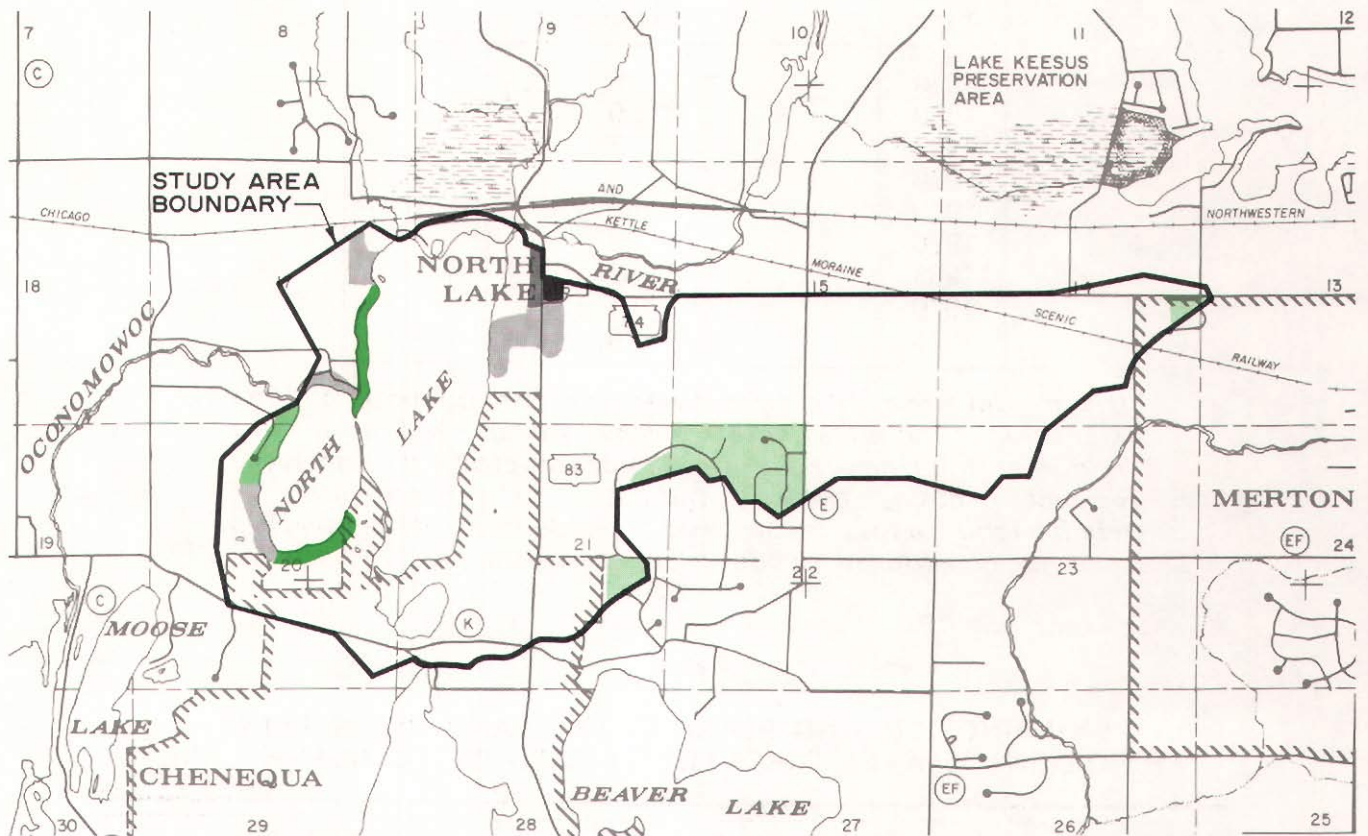 7
8
9
10
11
12
C
LAKE KEESUS
PRESERVATION
AREA
STUDY AREA
BOUNDARY
CHICAGO
AND
NORTHWESTERN
KETTLE
MORAINE
SCENIC
RAILWAY
NORTH
LAKE
RIVER
18
15
14
13
74
OCONOMOWOC
LAKE
NORTH
83
E
MERTON
EF
19
20
21
22
23
24
C
MOOSE
LAKE
K
CHENEQUA
BEAVER
LAKE
EF
30
29
28
27
26
25